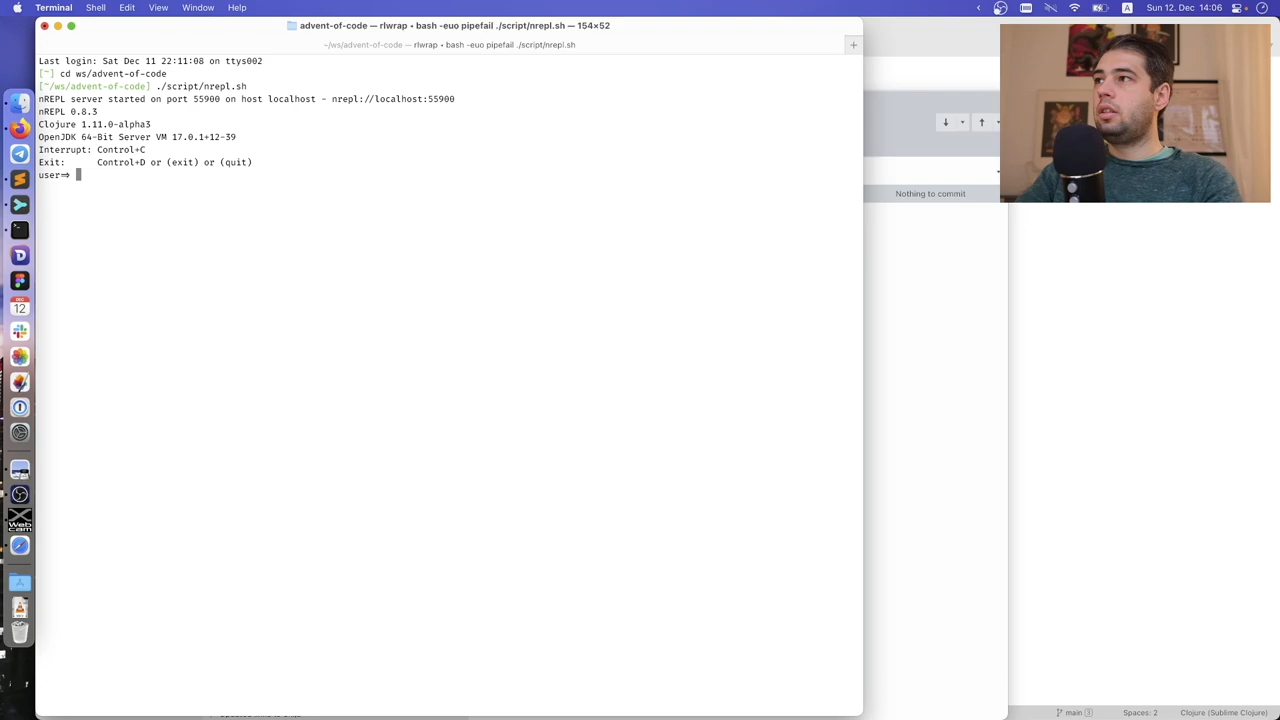 Terminal Shell Edit View Window Help
12:14:06
advent-of-code — rlwrap • bash -euo pipefail ./script/nrepl.sh — 154×52
~/ws/advent-of-code — rlwrap • bash -euo pipefail ./script/nrepl.sh
Last login: Sat Dec 11 22:11:08 on ttys002
[~] cd ws/advent-of-code
[~/ws/advent-of-code] ./script/nrepl.sh
nREPL server started on port 55900 on host localhost - nrepl://localhost:55900
nREPL 0.8.3
Clojure 1.11.0-alpha3
OpenJDK 64-Bit Server VM 17.0.1+12-39
Interrupt: Control+C
Exit: Control+D or (exit) or (quit)
user=>
Nothing to commit
DEC
12
Web
cam
main 3
Spaces: 2
Clojure (Sublime Clojure)